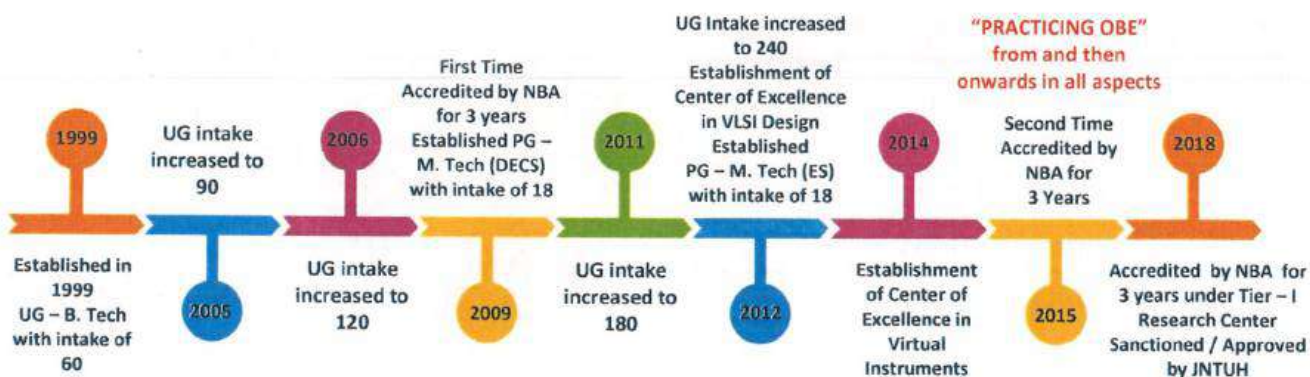 1999
Established in
1999
UG – B. Tech
with intake of
60
UG intake
increased to
90
2005
2006
UG intake
increased to
120
First Time
Accredited by NBA
for 3 years
Established PG –
M. Tech (DECS)
with intake of 18
2009
2011
UG intake
increased to
180
UG Intake increased
to 240
Establishment of
Center of Excellence
in VLSI Design
Established
PG – M. Tech (ES)
with intake of 18
2012
2014
Establishment
of Center of
Excellence in
Virtual
Instruments
“PRACTICING OBE”
from and then
onwards in all aspects
Second Time
Accredited by
NBA for
3 Years
2015
2018
Accredited by NBA for
3 years under Tier – I
Research Center
Sanctioned / Approved
by JNTUH